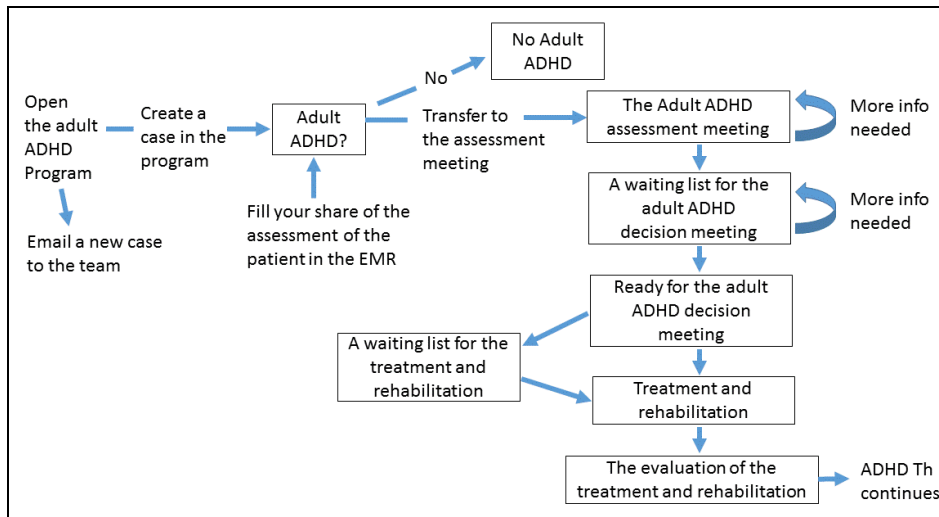 No Adult
ADHD
No
Open
the adult
ADHD
Program
Create a
case in the
program
Adult
ADHD?
Transfer to
the assessment
meeting
The Adult ADHD
assessment meeting
More info
needed
Fill your share of the
assessment of the
patient in the EMR
Email a new case
to the team
A waiting list for the
adult ADHD
decision meeting
More info
needed
Ready for the adult
ADHD decision
meeting
A waiting list for the
treatment and
rehabilitation
Treatment and
rehabilitation
The evaluation of the
treatment and rehabilitation
ADHD Th
continues